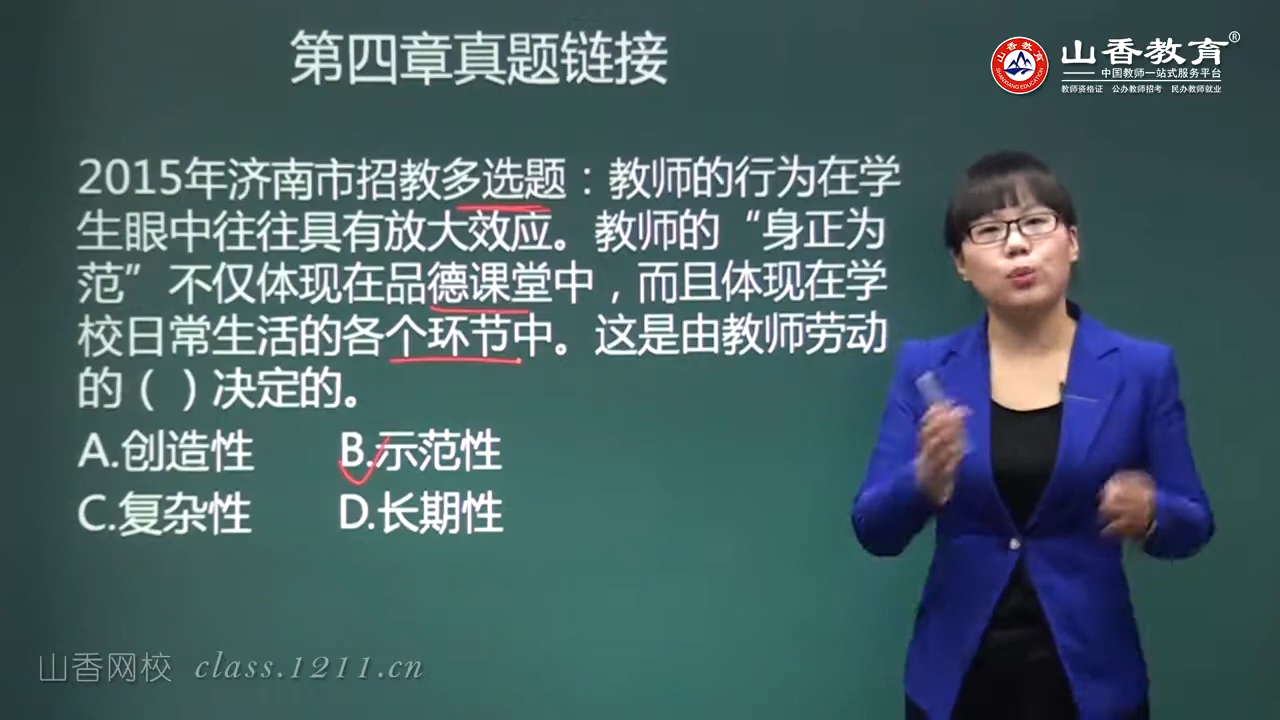 第四章真题链接
山香教育®
中国教师一站式服务平台
教师资格证 公办教师招考 民办教师就业
山香教育
SHANXIANG EDUCATION
2015年济南市招教多选题：教师的行为在学
生眼中往往具有放大效应。教师的“身正为
范”不仅体现在品德课堂中，而且体现在学
校日常生活的各个环节中。这是由教师劳动
的（ ）决定的。
A.创造性 B.示范性
C.复杂性 D.长期性
山香网校 class.1211.cn